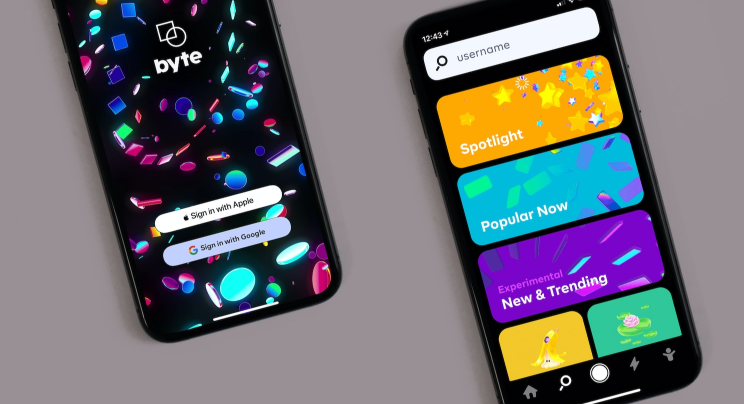 byte
Sign in with Apple
Sign in with Google
12:43
username
Spotlight
Popular Now
Experimental
New & Trending